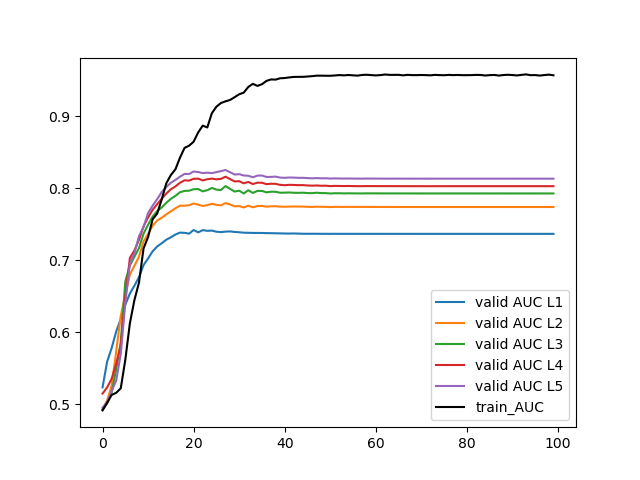 0.9
0.8
0.7
0.6
0.5
0 20 40 60 80 100
valid AUC L1
valid AUC L2
valid AUC L3
valid AUC L4
valid AUC L5
train_AUC